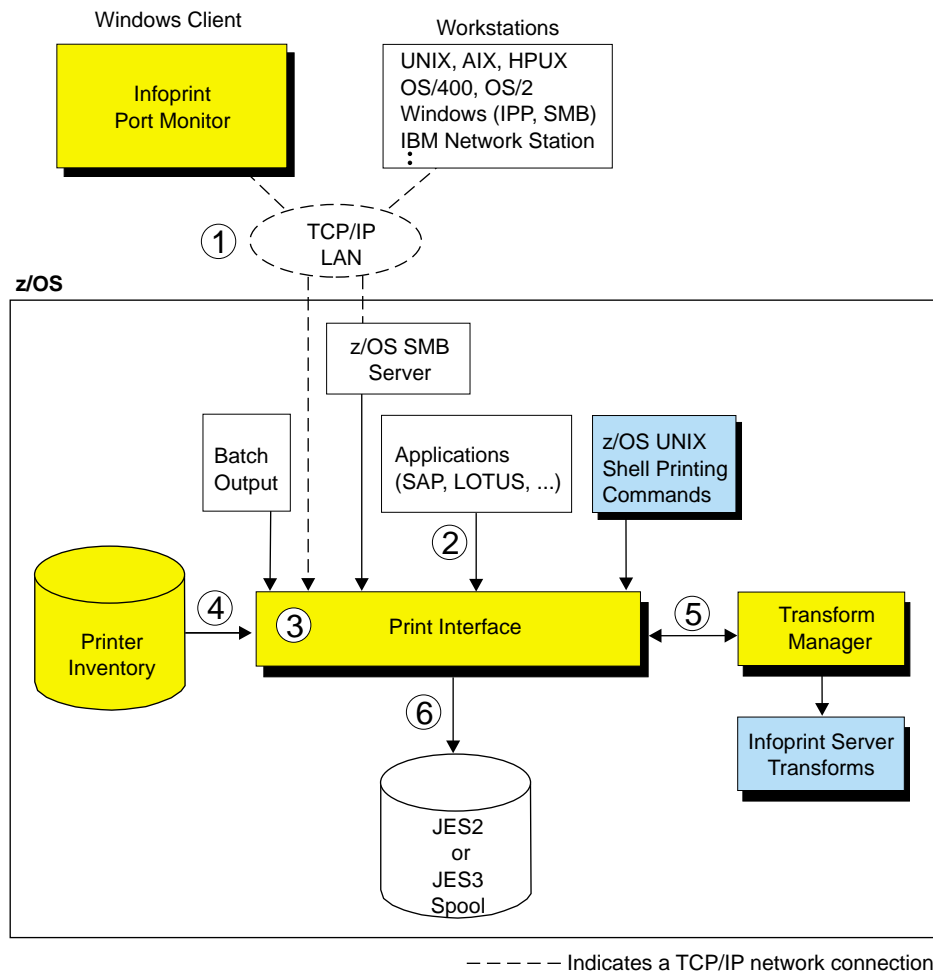 Windows Client
Workstations
Infoprint
Port Monitor
UNIX, AIX, HPUX
OS/400, OS/2
Windows (IPP, SMB)
IBM Network Station
1
TCP/IP
LAN
z/OS
z/OS SMB
Server
Batch
Output
Applications
(SAP, LOTUS, ...)
z/OS UNIX
Shell Printing
Commands
2
Printer
Inventory
4
3
Print Interface
5
Transform
Manager
6
Infoprint Server
Transforms
JES2
or
JES3
Spool
Indicates a TCP/IP network connection